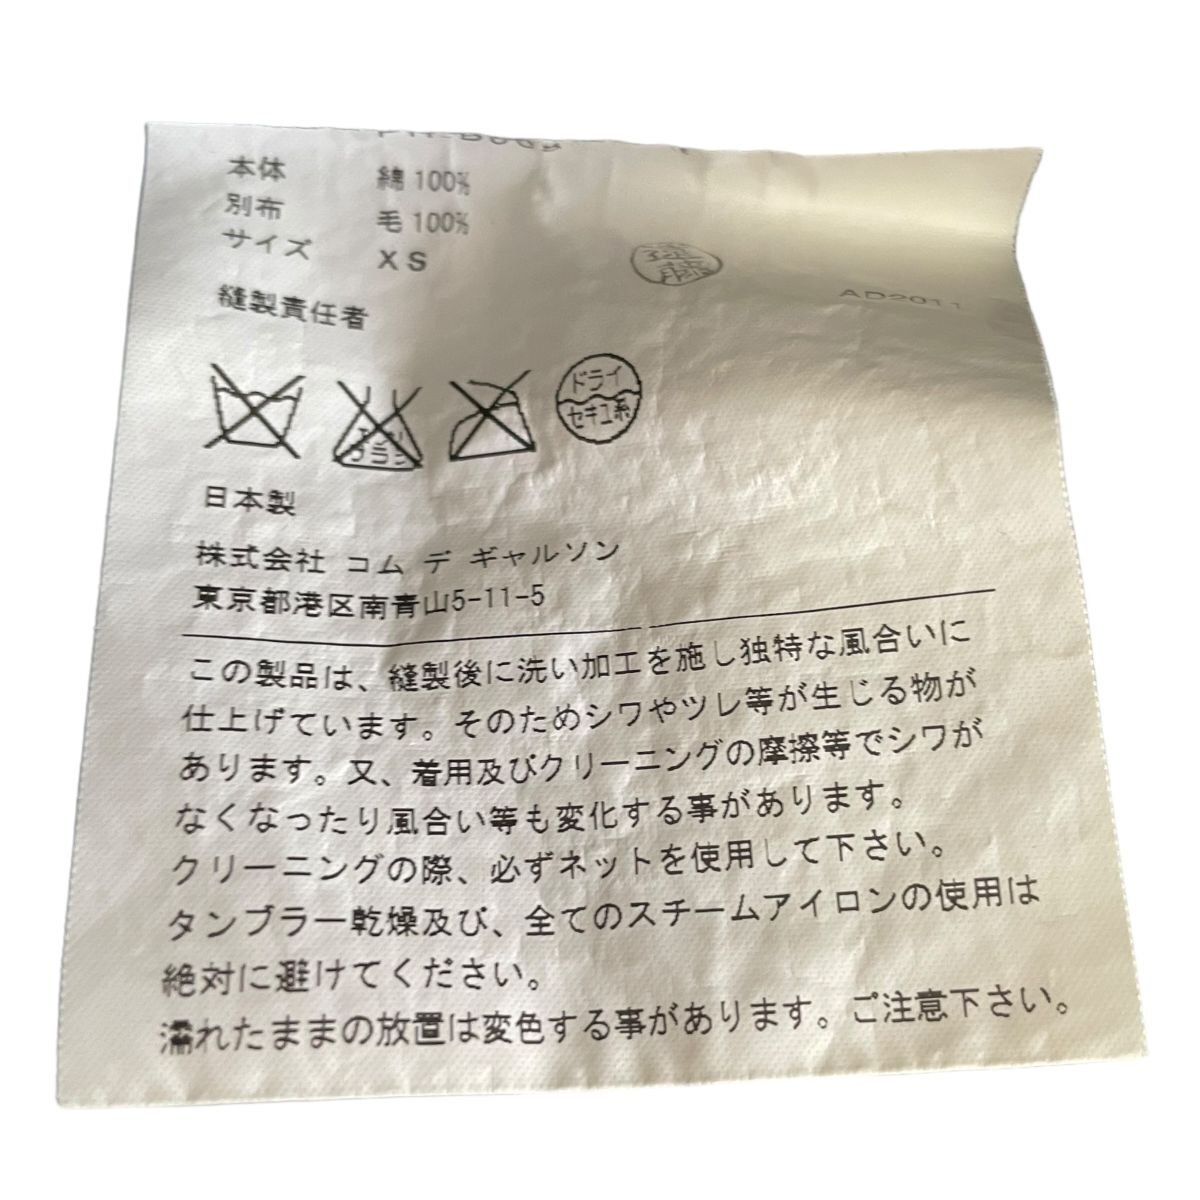 本体 綿 100%
別布 毛 100%
サイズ XS
遠藤
AD2011
縫製責任者
ドライ
セキユ系
日本製
株式会社 コム デ ギャルソン
東京都港区南青山5-11-5
この製品は、縫製後に洗い加工を施し独特な風合いに
仕上げています。そのためシワやツレ等が生じる物が
あります。又、着用及びクリーニングの摩擦等でシワが
なくなったり風合い等も変化する事があります。
クリーニングの際、必ずネットを使用して下さい。
タンブラー乾燥及び、全てのスチームアイロンの使用は
絶対に避けてください。
濡れたままの放置は変色する事があります。ご注意下さい。